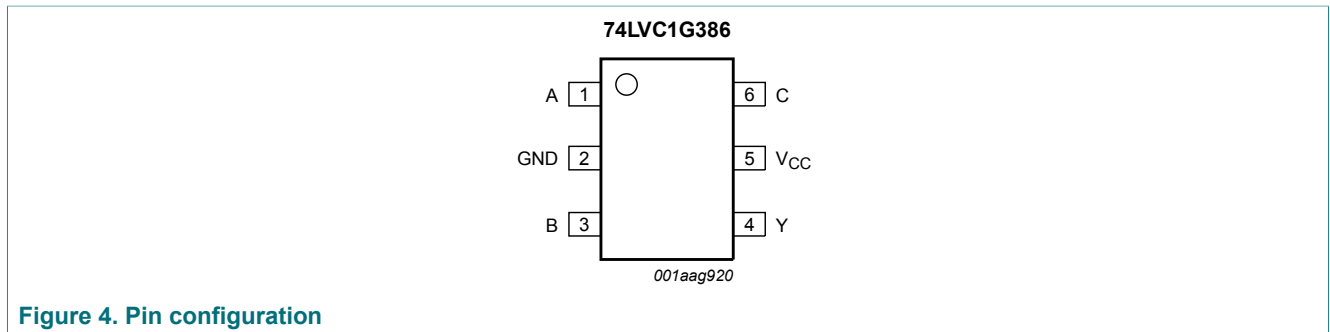 74LVC1G386
A 1 6 C
GND 2 5 VCC
B 3 4 Y
001aag920
Figure 4. Pin configuration